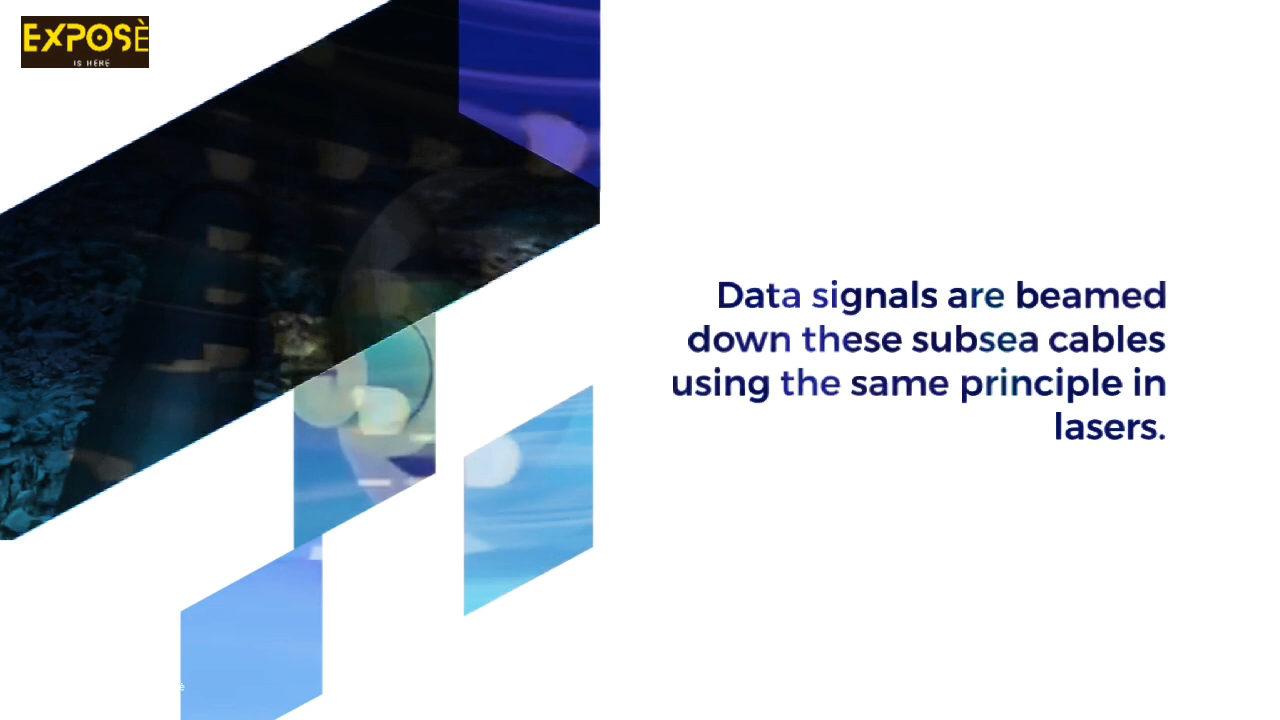 EXPOSÈ
IS HERE
Data signals are beamed
down these subsea cables
using the same principle in
lasers.
è